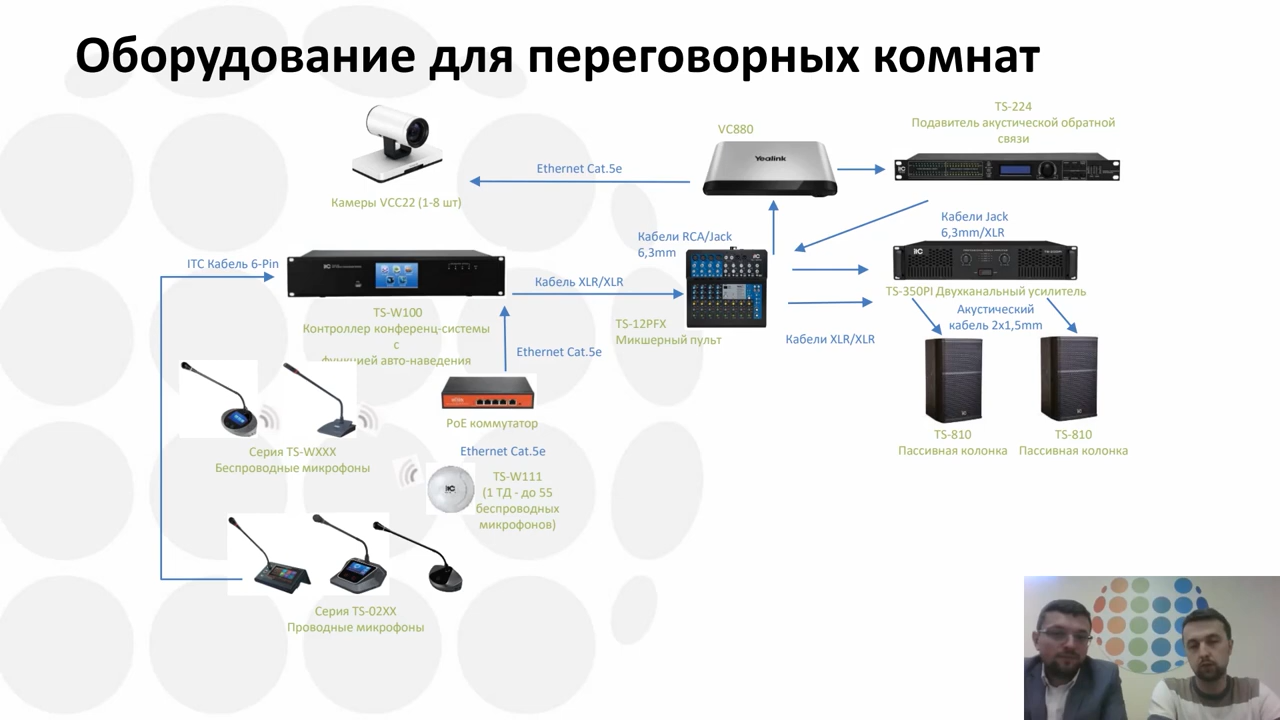 Оборудование для переговорных комнат
TS-224
Подавитель акустической обратной
связи
VC880
Yealink
Ethernet Cat.5e
Камеры VCC22 (1-8 шт)
Кабели Jack
6,3mm/XLR
Кабели RCA/Jack
6,3mm
ITC Кабель 6-Pin
Кабель XLR/XLR
TS-350PI Двухканальный усилитель
TS-W100
Контроллер конференц-системы
с
функцией авто-наведения
TS-12PFX
Микшерный пульт
Акустический
кабель 2x1,5mm
Кабели XLR/XLR
Ethernet Cat.5e
PoE коммутатор
Серия TS-WXXX
Беспроводные микрофоны
Ethernet Cat.5e
TS-W111
(1 ТД - до 55
беспроводных
микрофонов)
TS-810
Пассивная колонка
TS-810
Пассивная колонка
Серия TS-02XX
Проводные микрофоны